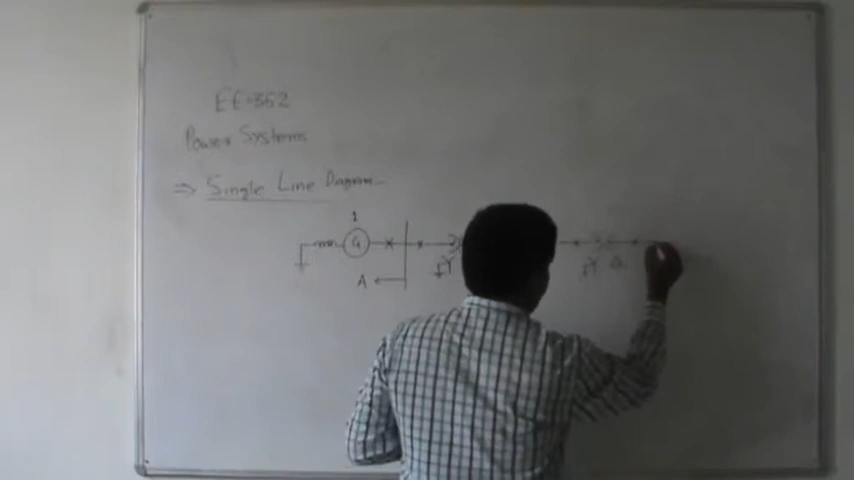 EE-352
Power Systems
⇒ Single Line Diagram
1
G
A
Δ